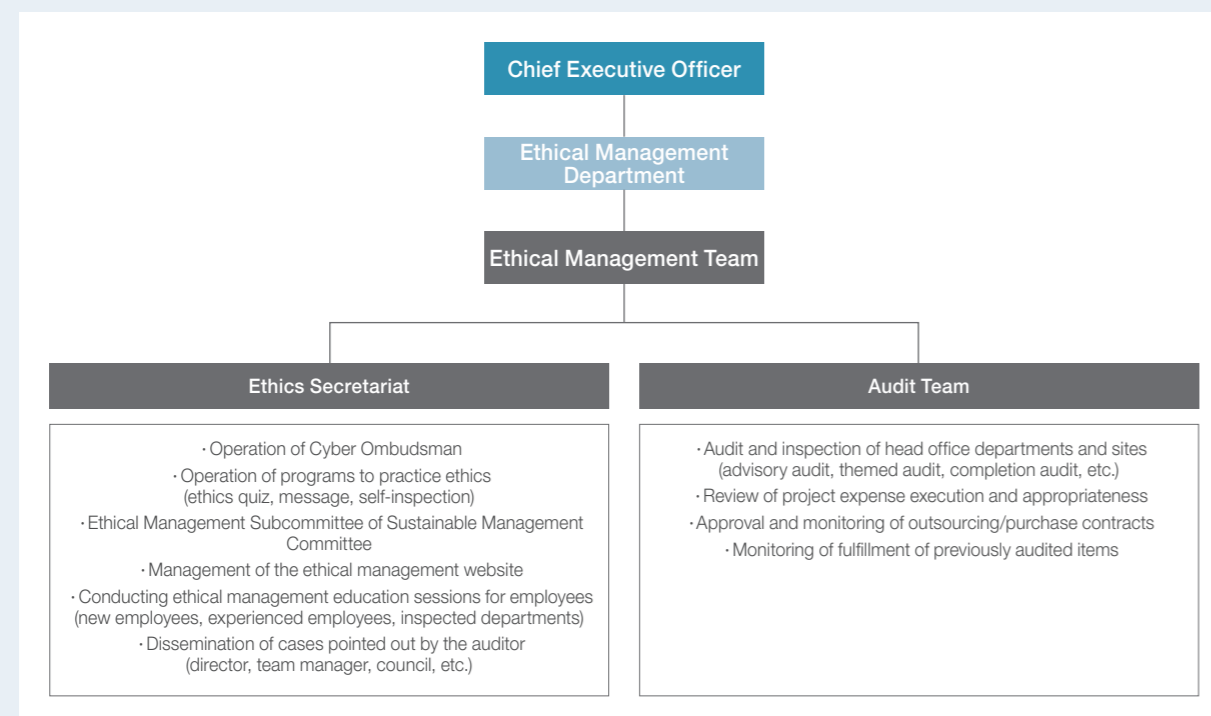 Chief Executive Officer
Ethical Management
Department
Ethical Management Team
Ethics Secretariat
· Operation of Cyber Ombudsman
· Operation of programs to practice ethics
(ethics quiz, message, self-inspection)
· Ethical Management Subcommittee of Sustainable Management
Committee
· Management of the ethical management website
· Conducting ethical management education sessions for employees
(new employees, experienced employees, inspected departments)
· Dissemination of cases pointed out by the auditor
(director, team manager, council, etc.)
Audit Team
· Audit and inspection of head office departments and sites
(advisory audit, themed audit, completion audit, etc.)
· Review of project expense execution and appropriateness
· Approval and monitoring of outsourcing/purchase contracts
· Monitoring of fulfillment of previously audited items